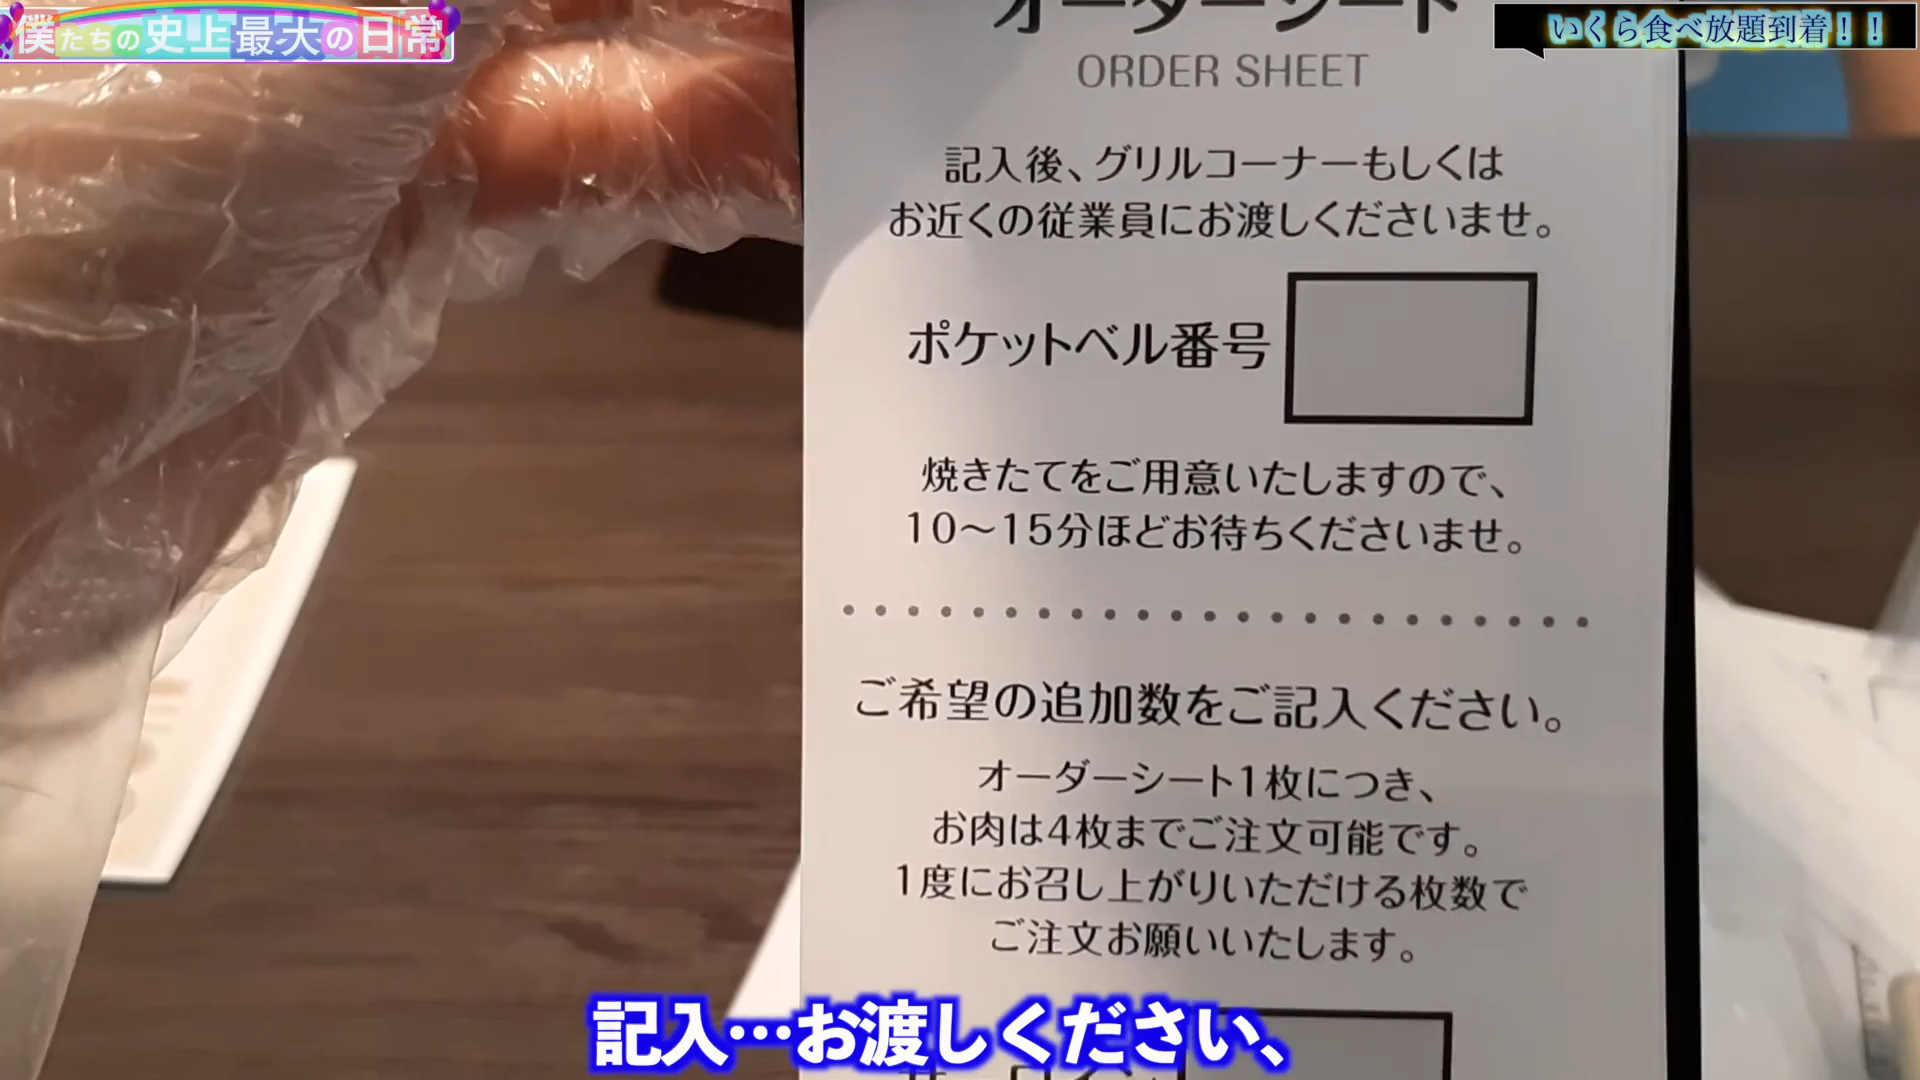 僕たちの史上最大の日常
いくら食べ放題到着！！
オーダーシート
ORDER SHEET
記入後、グリルコーナーもしくは
お近くの従業員にお渡しくださいませ。
ポケットベル番号
焼きたてをご用意いたしますので、
10〜15分ほどお待ちくださいませ。
ご希望の追加数をご記入ください。
オーダーシート1枚につき、
お肉は4枚までご注文可能です。
1度にお召し上がりいただける枚数で
ご注文お願いいたします。
記入…お渡しください、